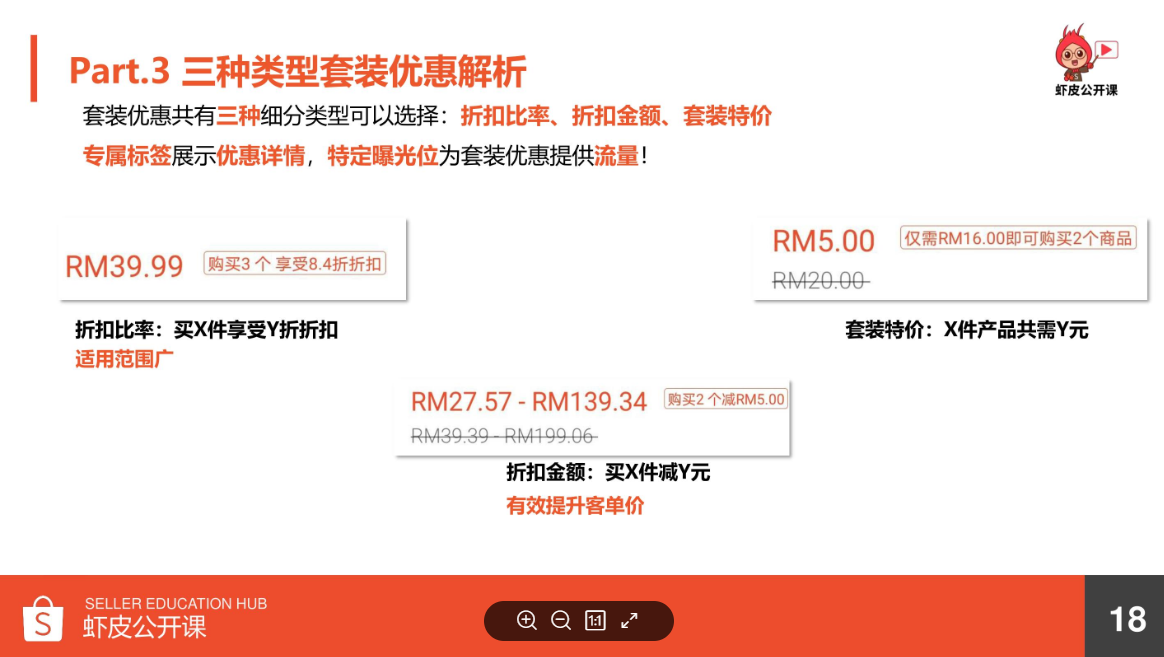 Part.3 三种类型套装优惠解析
虾皮公开课
套装优惠共有三种细分类型可以选择：折扣比率、折扣金额、套装特价
专属标签展示优惠详情，特定曝光位为套装优惠提供流量！
RM39.99 购买3 个 享受8.4折折扣
折扣比率：买X件享受Y折折扣
适用范围广
RM5.00 仅需RM16.00即可购买2个商品
RM20.00
套装特价：X件产品共需Y元
RM27.57 - RM139.34 购买2 个减RM5.00
RM39.39 - RM199.06
折扣金额：买X件减Y元
有效提升客单价
S
SELLER EDUCATION HUB
虾皮公开课
1:1
18